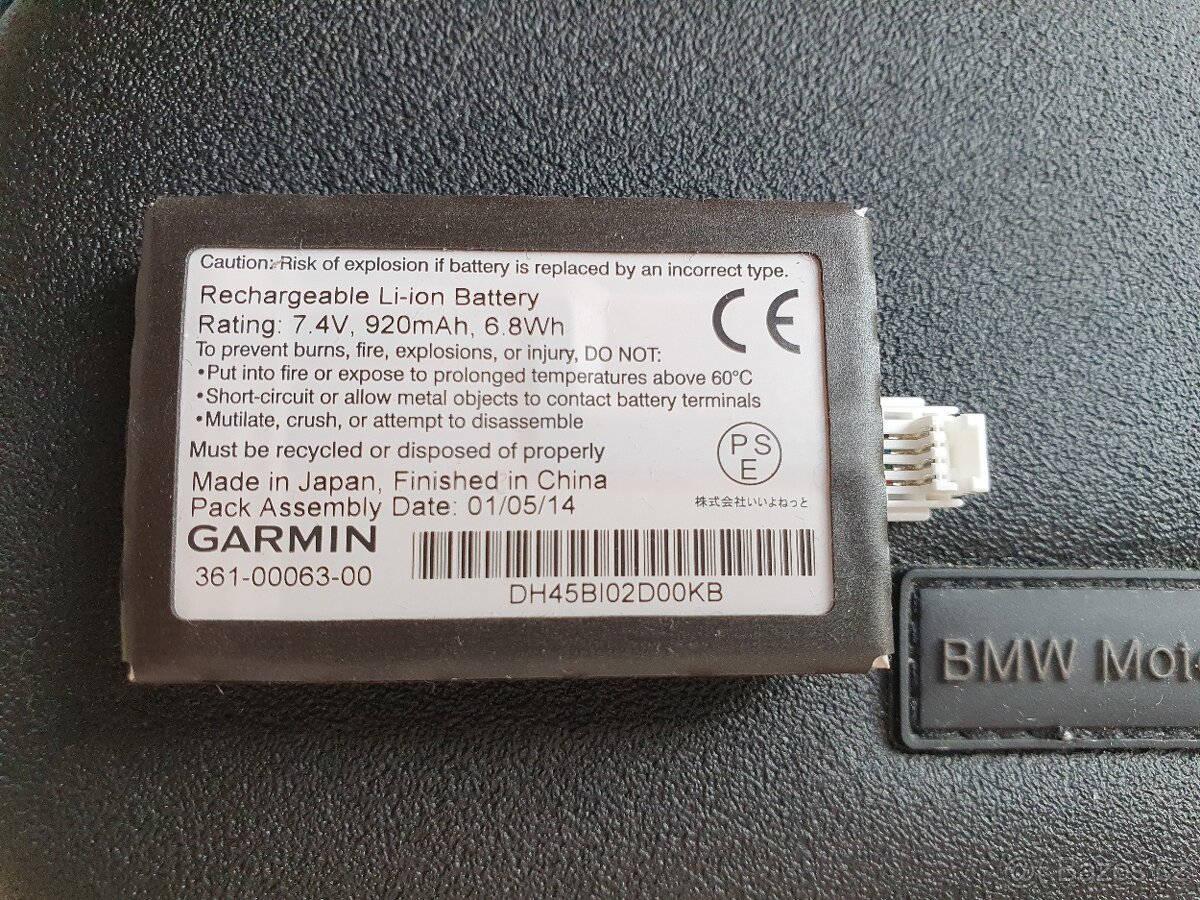 Caution: Risk of explosion if battery is replaced by an incorrect type.
Rechargeable Li-ion Battery
Rating: 7.4V, 920mAh, 6.8Wh
CE
To prevent burns, fire, explosions, or injury, DO NOT:
•Put into fire or expose to prolonged temperatures above 60°C
•Short-circuit or allow metal objects to contact battery terminals
•Mutilate, crush, or attempt to disassemble
Must be recycled or disposed of properly
PS
E
Made in Japan, Finished in China
Pack Assembly Date: 01/05/14
株式会社いいよねっと
GARMIN
361-00063-00
DH45BI02D00KB
BMW Moto
Bazos.cz